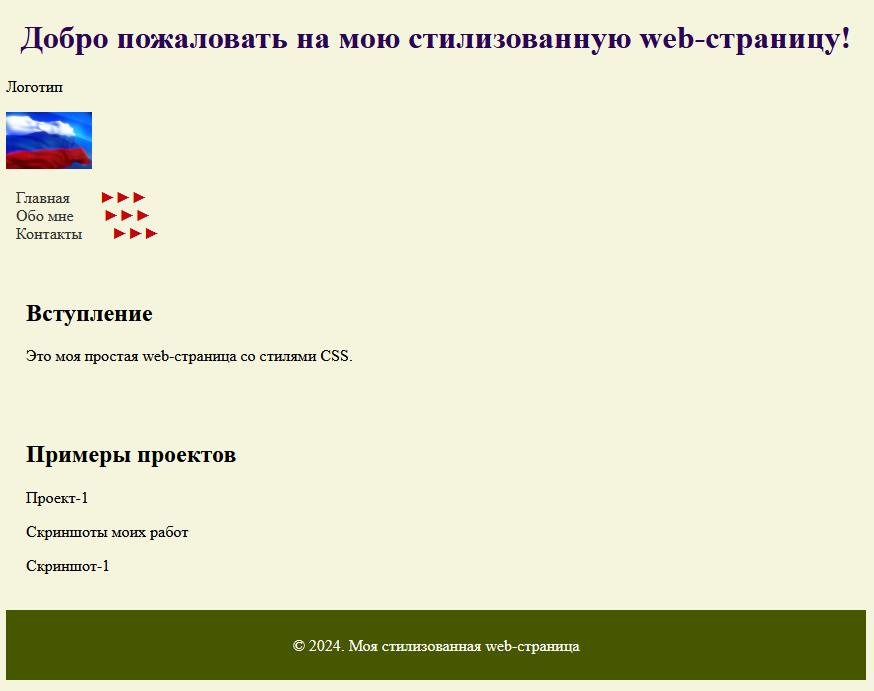 Добро пожаловать на мою стилизованную web-страницу!
Логотип
Главная ►►►
Обо мне ►►►
Контакты ►►►
Вступление
Это моя простая web-страница со стилями CSS.
Примеры проектов
Проект-1
Скриншоты моих работ
Скриншот-1
© 2024. Моя стилизованная web-страница